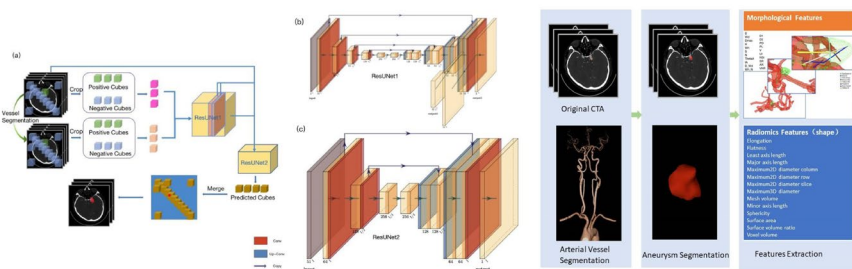 (a)
Vessel
Segmentation
Crop
Positive Cubes
Negative Cubes
Crop
Positive Cubes
Negative Cubes
ResUNet1
ResUNet2
Merge
Predicted Cubes
Conv
Up-Conv
Copy
(b)
ResUNet1
(c)
ResUNet2
Original CTA
Arterial Vessel
Segmentation
Aneurysm Segmentation
Morphological Features
Radiomics Features (shape)
Elongation
Flatness
Least axis length
Major axis length
Maximum2D diameter column
Maximum2D diameter row
Maximum2D diameter slice
Maximum3D diameter
Mesh volume
Minor axis length
Sphericity
Surface area
Surface volume ratio
Voxel volume
Features Extraction